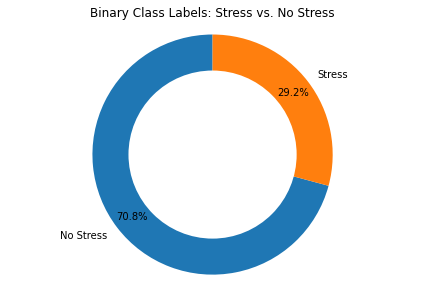 Binary Class Labels: Stress vs. No Stress
Stress
29.2%
70.8%
No Stress